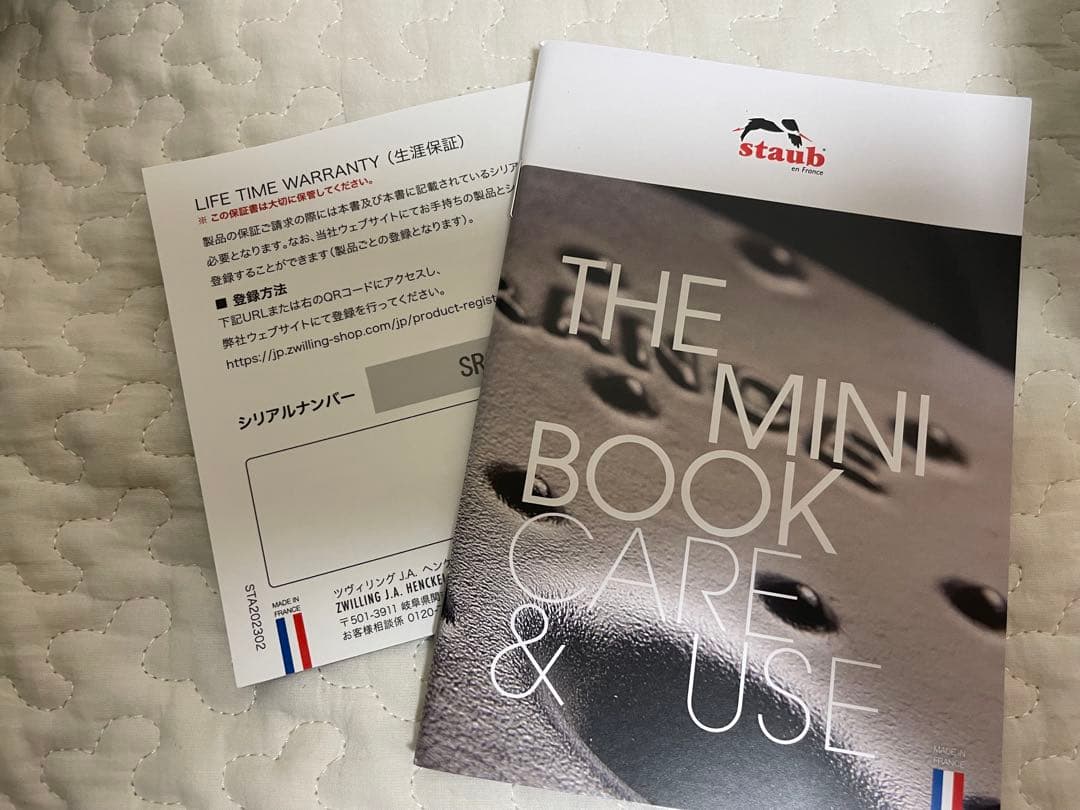 LIFE TIME WARRANTY（生涯保証）
※ この保証書は大切に保管してください。
製品の保証ご請求の際には本書及び本書に記載されているシリア
必要となります。なお、当社ウェブサイトにてお手持ちの製品とシ
登録することができます（製品ごとの登録となります）。
■ 登録方法
下記URLまたは右のQRコードにアクセスし、
弊社ウェブサイトにて登録を行ってください。
https://jp.zwilling-shop.com/jp/product-regist
シリアルナンバー
SR
ツヴィリング J.A. ヘンケ
ZWILLING J.A. HENCKEL
〒501-3911 岐阜県関
お客様相談係 0120-
MADE IN
FRANCE
STA202302
staub
en France
THE
MINI
BOOK
CARE
& USE
MADE IN
FRANCE